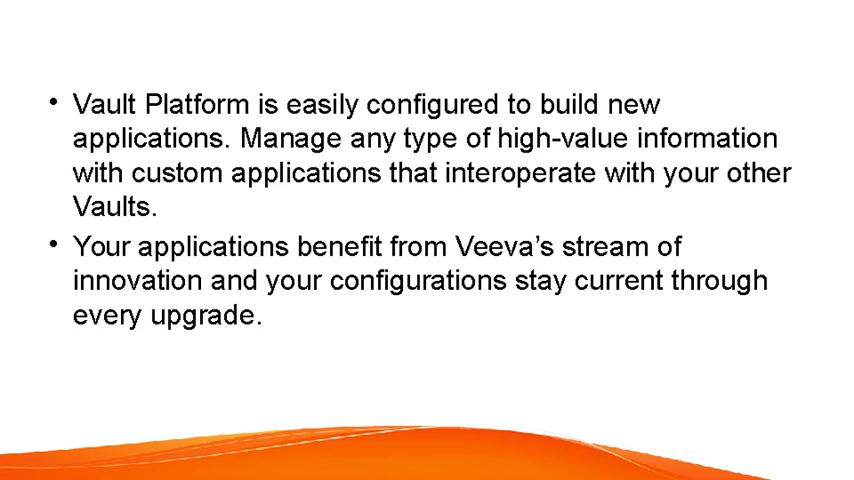 • Vault Platform is easily configured to build new
applications. Manage any type of high-value information
with custom applications that interoperate with your other
Vaults.
• Your applications benefit from Veeva’s stream of
innovation and your configurations stay current through
every upgrade.